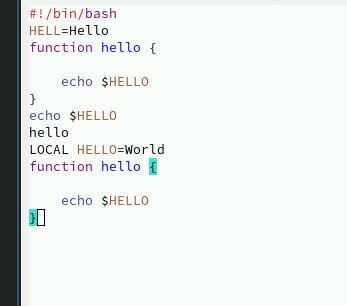 #!/bin/bash
HELL=Hello
function hello {
echo $HELLO
}
echo $HELLO
hello
LOCAL HELLO=World
function hello {
echo $HELLO
}